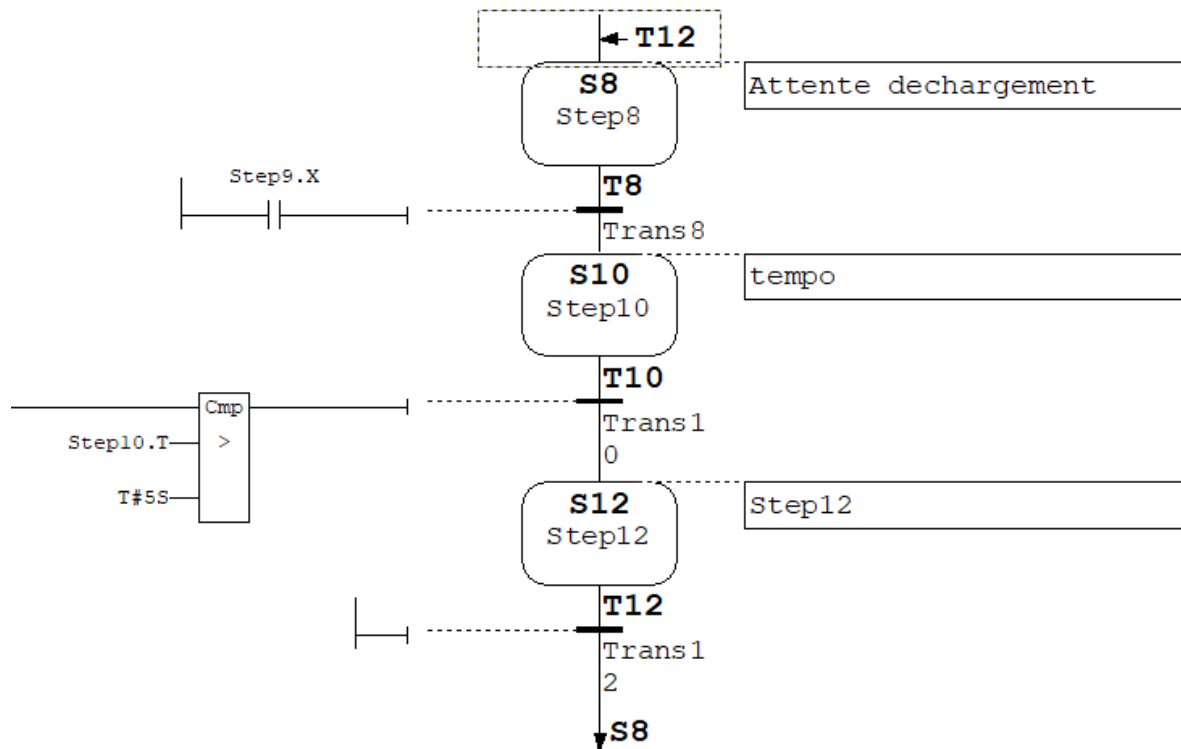 T12
S8
Step8
Attente dechargement
Step9.X
T8
Trans8
S10
Step10
tempo
T10
Trans1
0
Cmp
Step10.T
>
T#5S
S12
Step12
Step12
T12
Trans1
2
S8